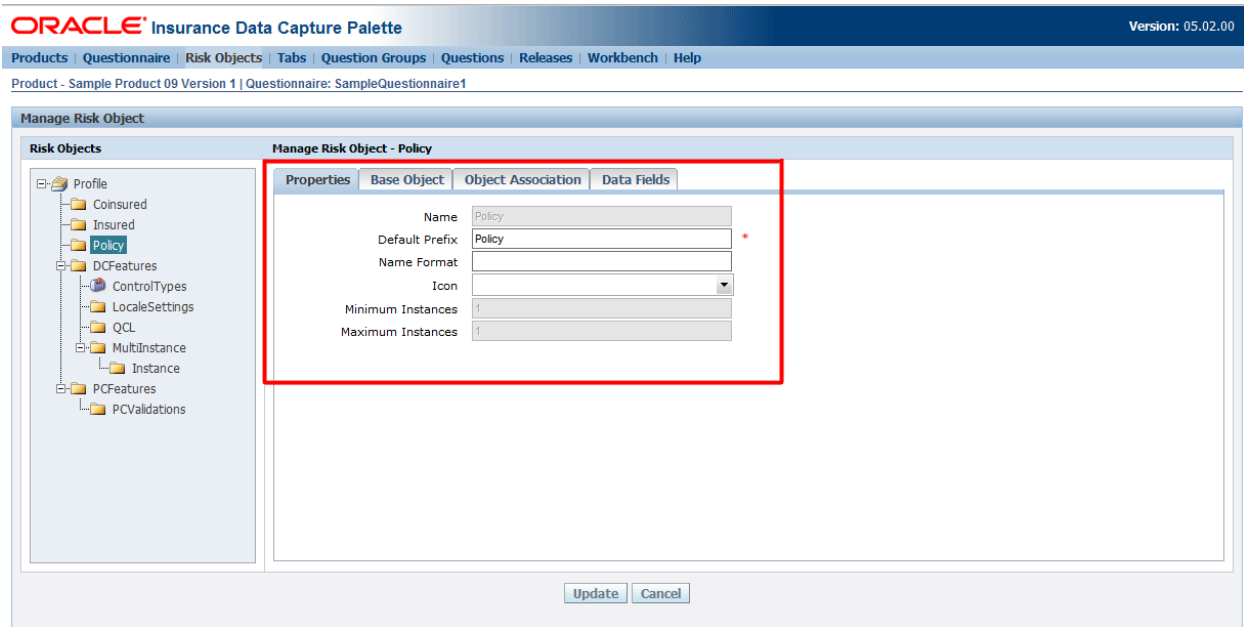 ORACLE Insurance Data Capture Palette
Version: 05.02.00
Products | Questionnaire | Risk Objects | Tabs | Question Groups | Questions | Releases | Workbench | Help
Product - Sample Product 09 Version 1 | Questionnaire: SampleQuestionnaire1
Manage Risk Object
Risk Objects
Profile
Coinsured
Insured
Policy
DCFeatures
ControlTypes
LocaleSettings
QCL
MultiInstance
Instance
PCFeatures
PCValidations
Manage Risk Object - Policy
Properties Base Object Object Association Data Fields
Name Policy
Default Prefix Policy *
Name Format
Icon
Minimum Instances 1
Maximum Instances 1
Update Cancel